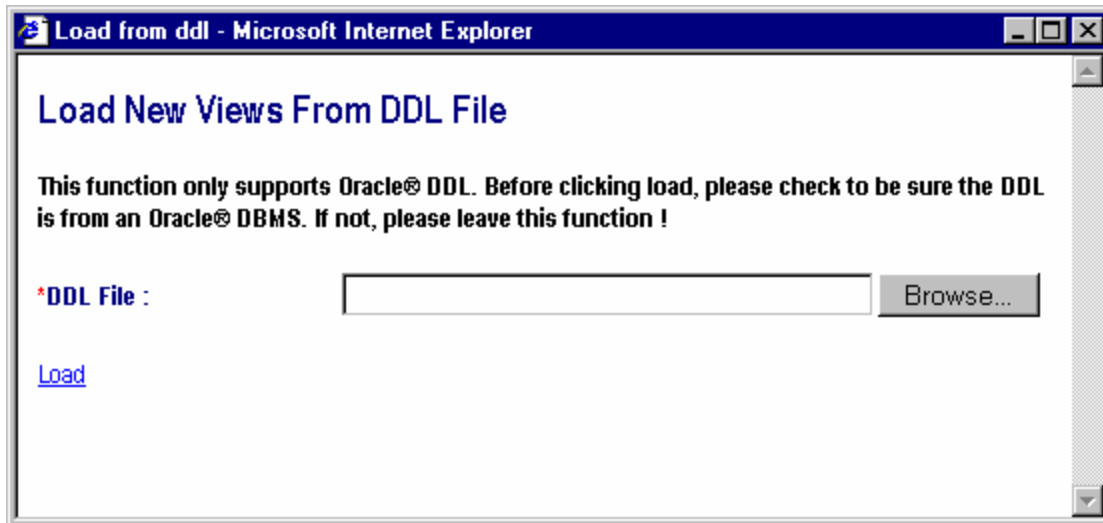 Load from ddl - Microsoft Internet Explorer
Load New Views From DDL File
This function only supports Oracle® DDL. Before clicking load, please check to be sure the DDL
is from an Oracle® DBMS. If not, please leave this function !
*DDL File :
Browse...
Load